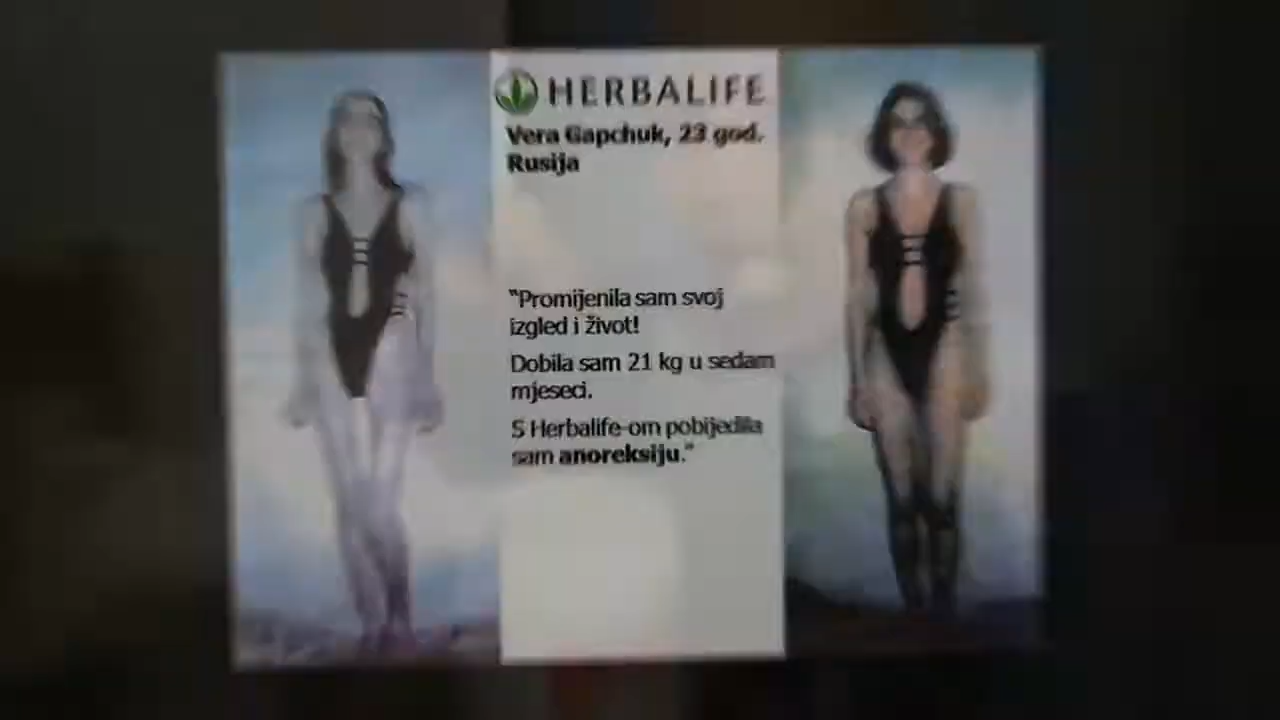 HERBALIFE
Vera Gapchuk, 23 god.
Rusija
"Promijenila sam svoj
izgled i život!
Dobila sam 21 kg u sedam
mjeseci.
S Herbalife-om pobijedila
sam anoreksiju."